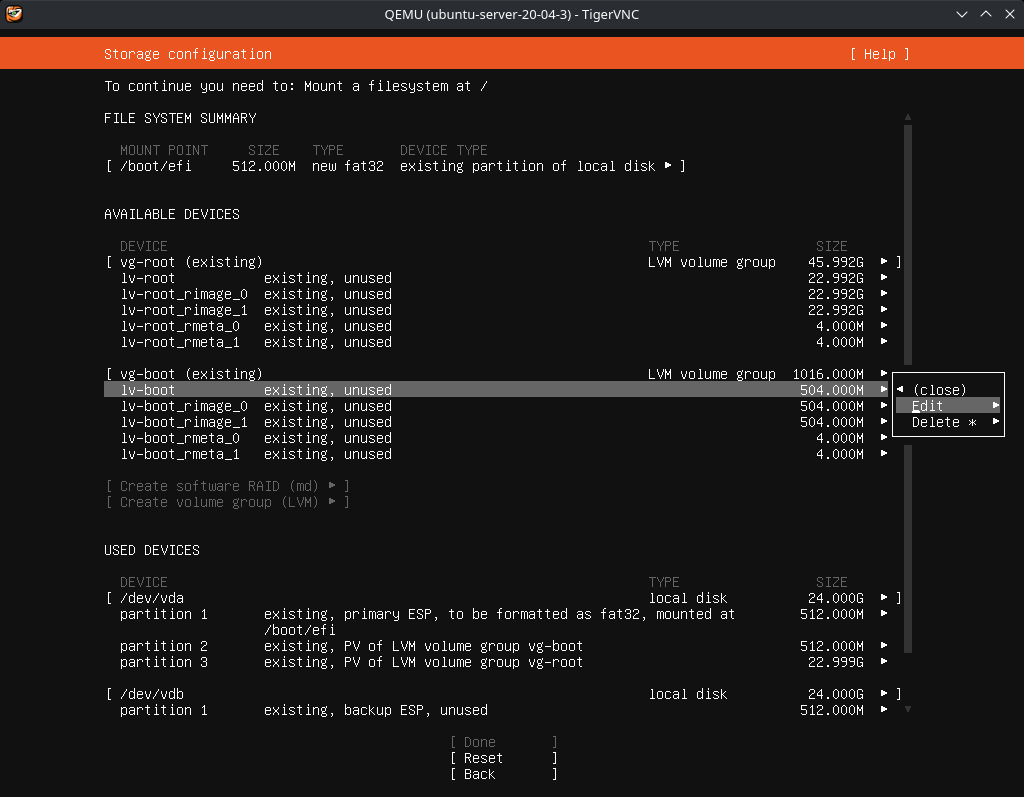 QEMU (ubuntu-server-20-04-3) - TigerVNC
Storage configuration [ Help ]
To continue you need to: Mount a filesystem at /
FILE SYSTEM SUMMARY
MOUNT POINT SIZE TYPE DEVICE TYPE
[ /boot/efi 512.000M new fat32 existing partition of local disk ▸ ]
AVAILABLE DEVICES
DEVICE TYPE SIZE
[ vg-root (existing) LVM volume group 45.992G ▸ ]
lv-root existing, unused 22.992G ▸
lv-root_rimage_0 existing, unused 22.992G ▸
lv-root_rimage_1 existing, unused 22.992G ▸
lv-root_rmeta_0 existing, unused 4.000M ▸
lv-root_rmeta_1 existing, unused 4.000M ▸
[ vg-boot (existing) LVM volume group 1016.000M ▸
lv-boot existing, unused 504.000M ▸ ◂ (close)
lv-boot_rimage_0 existing, unused 504.000M ▸ Edit ▸
lv-boot_rimage_1 existing, unused 504.000M ▸ Delete * ▸
lv-boot_rmeta_0 existing, unused 4.000M ▸
lv-boot_rmeta_1 existing, unused 4.000M ▸
[ Create software RAID (md) ▸ ]
[ Create volume group (LVM) ▸ ]
USED DEVICES
DEVICE TYPE SIZE
[ /dev/vda local disk 24.000G ▸ ]
partition 1 existing, primary ESP, to be formatted as fat32, mounted at 512.000M ▸
/boot/efi
partition 2 existing, PV of LVM volume group vg-boot 512.000M ▸
partition 3 existing, PV of LVM volume group vg-root 22.999G ▸
[ /dev/vdb local disk 24.000G ▸ ]
partition 1 existing, backup ESP, unused 512.000M ▸
[ Done ]
[ Reset ]
[ Back ]